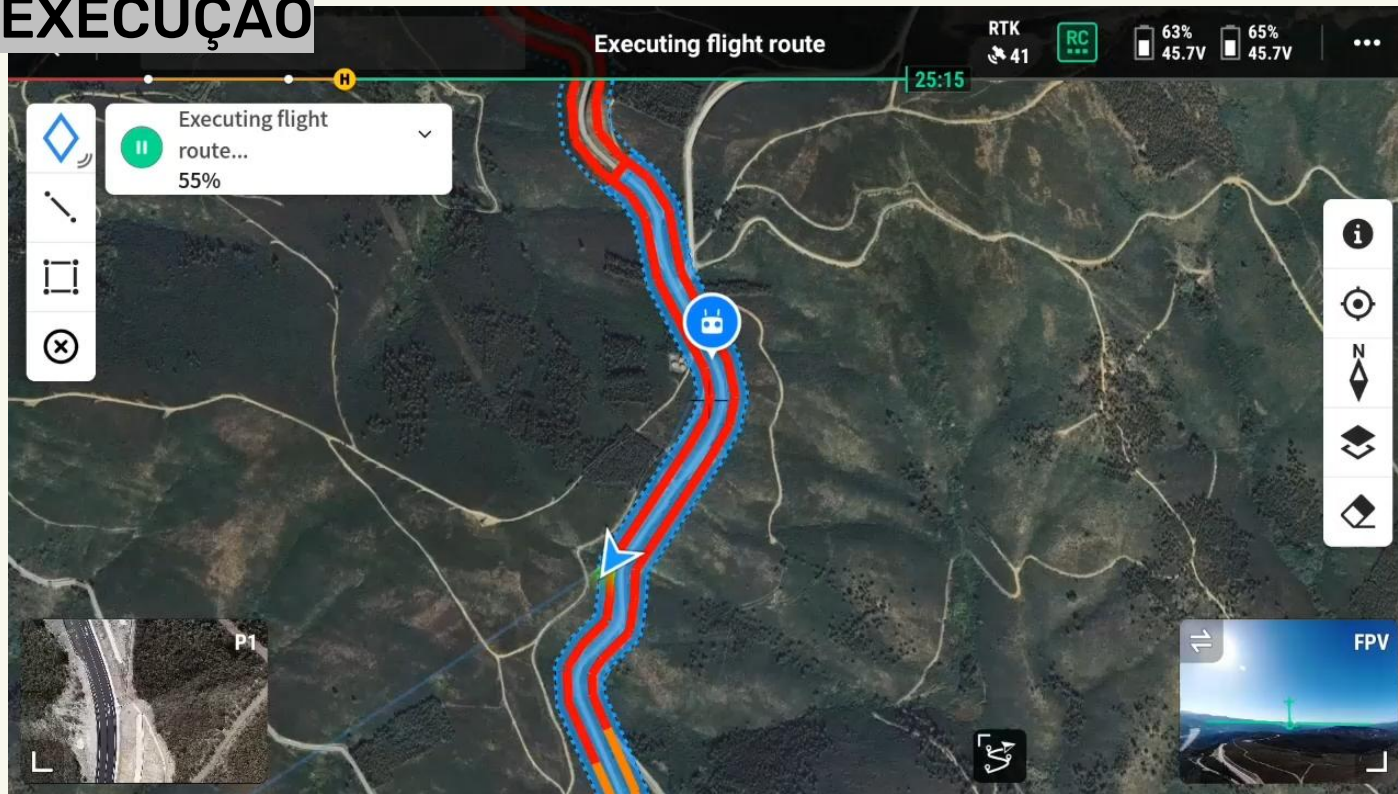 EXECUÇÃO
Executing flight route
RTK
41
RC
63%
45.7V
65%
45.7V
H
25:15
Executing flight
route...
55%
N
P1
FPV